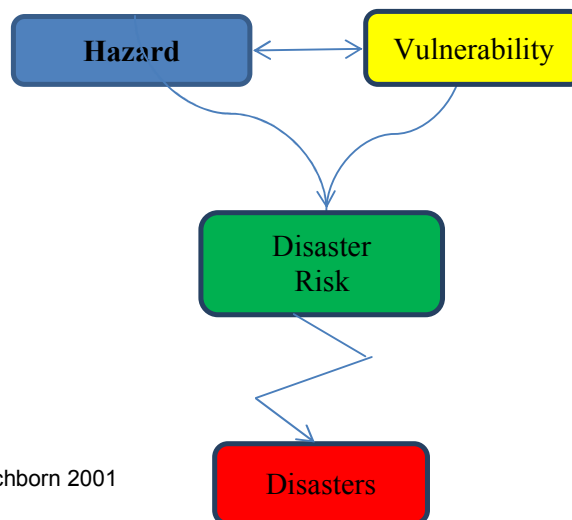 Hazard
Vulnerability
Disaster
Risk
chborn 2001
Disasters